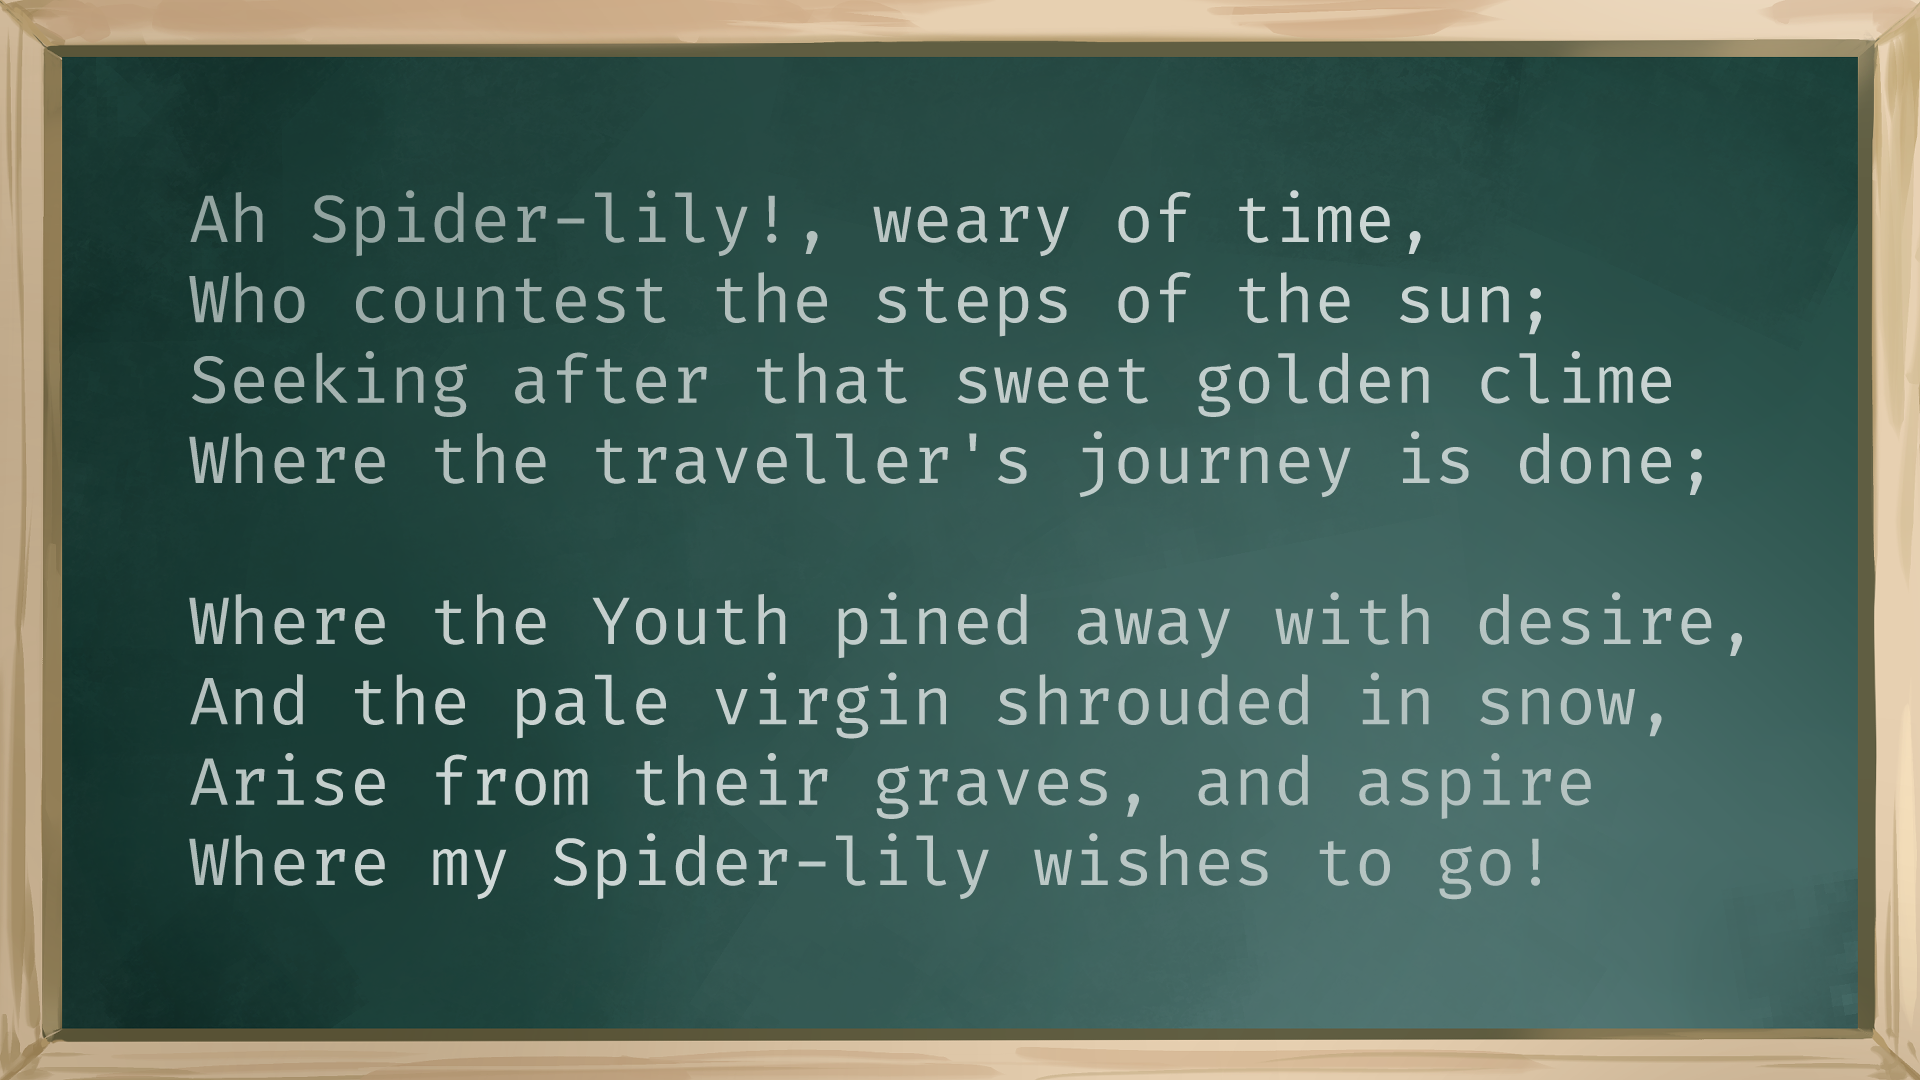 Ah Spider-lily!, weary of time,
Who countest the steps of the sun;
Seeking after that sweet golden clime
Where the traveller's journey is done;

Where the Youth pined away with desire,
And the pale virgin shrouded in snow,
Arise from their graves, and aspire
Where my Spider-lily wishes to go!